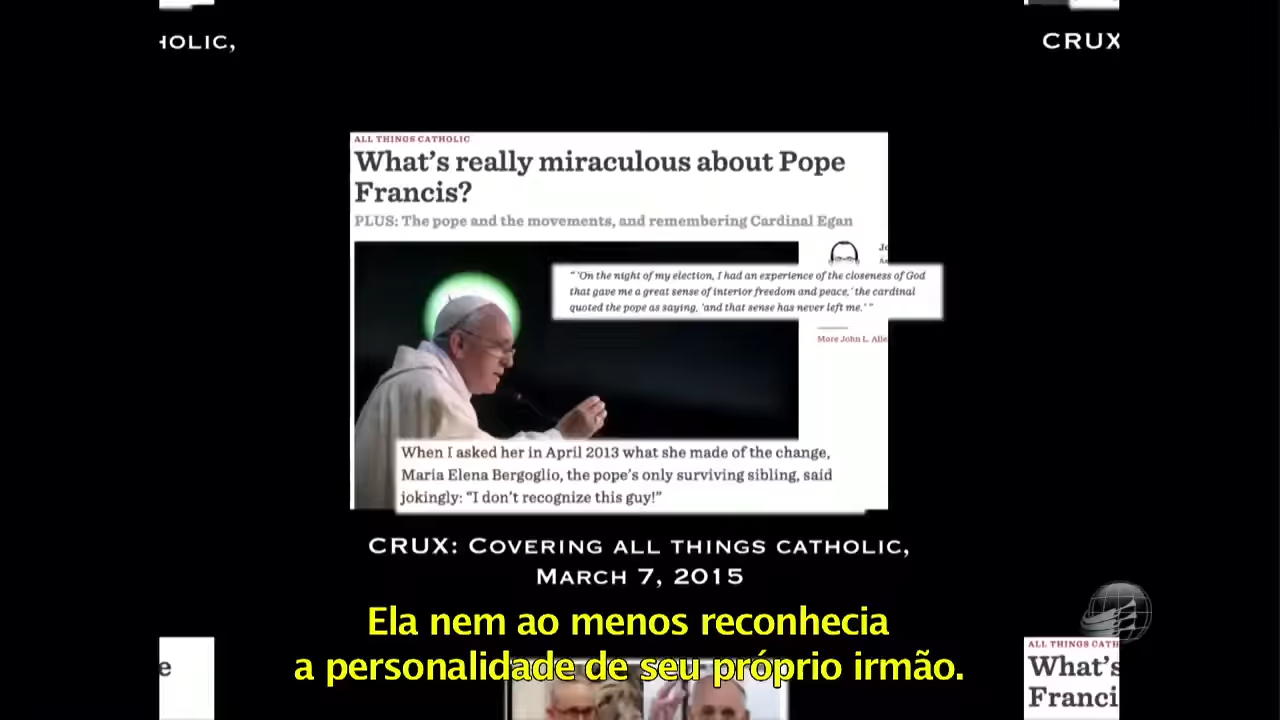 HOLIC,
CRUX
ALL THINGS CATHOLIC
What's really miraculous about Pope
Francis?
PLUS: The pope and the movements, and remembering Cardinal Egan
"'On the night of my election, I had an experience of the closeness of God
that gave me a great sense of interior freedom and peace,' the cardinal
quoted the pope as saying, 'and that sense has never left me.'"
More John L. Alle
When I asked her in April 2013 what she made of the change,
Maria Elena Bergoglio, the pope's only surviving sibling, said
jokingly: "I don't recognize this guy!"
CRUX: COVERING ALL THINGS CATHOLIC,
MARCH 7, 2015
Ela nem ao menos reconhecia
a personalidade de seu próprio irmão.
e
ALL THINGS CATH
What's
Franci